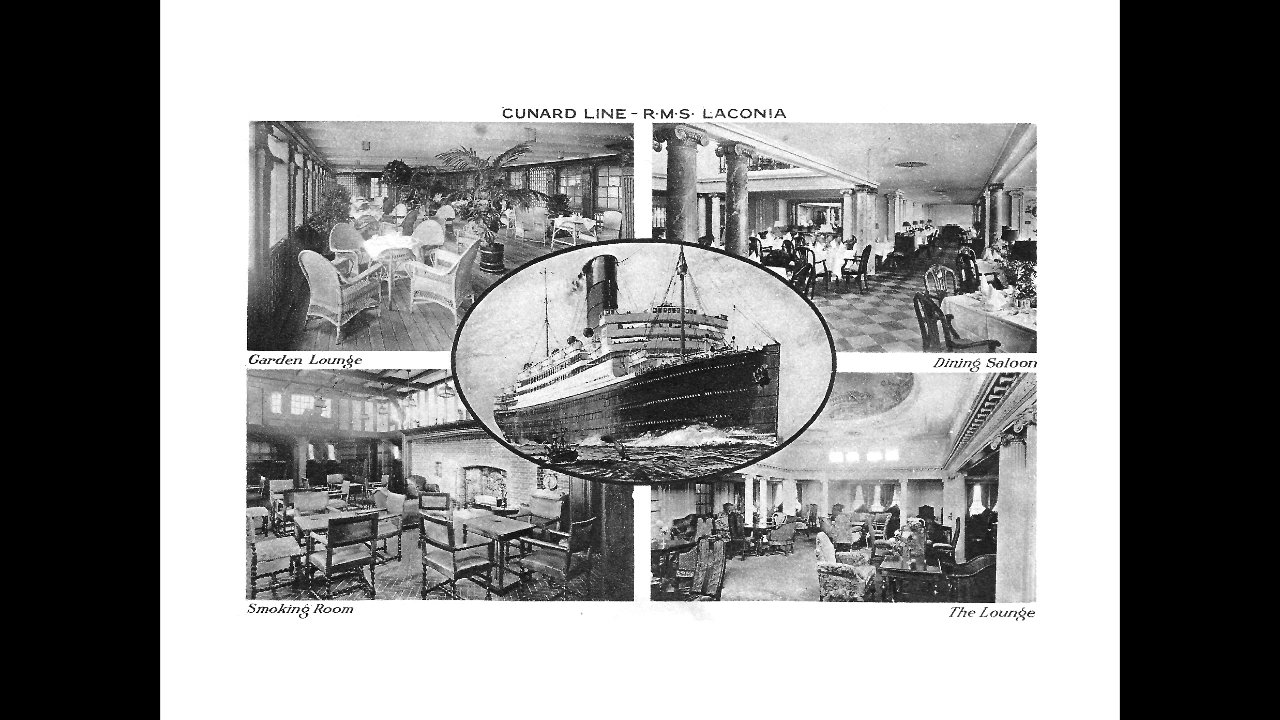 CUNARD LINE - R·M·S· LACONIA
Garden Lounge
Dining Saloon
Smoking Room
The Lounge